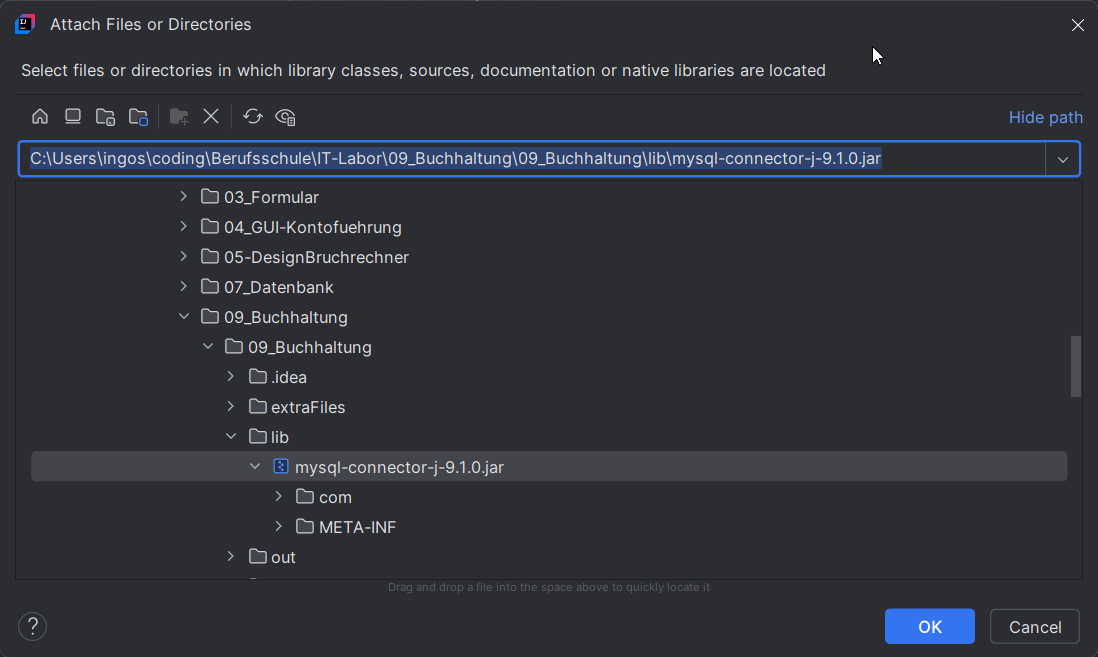 Attach Files or Directories
Select files or directories in which library classes, sources, documentation or native libraries are located
Hide path
C:\Users\ingos\coding\Berufsschule\IT-Labor\09_Buchhaltung\09_Buchhaltung\lib\mysql-connector-j-9.1.0.jar
03_Formular
04_GUI-Kontofuehrung
05-DesignBruchrechner
07_Datenbank
09_Buchhaltung
09_Buchhaltung
.idea
extraFiles
lib
mysql-connector-j-9.1.0.jar
com
META-INF
out
Drag and drop a file into the space above to quickly locate it
?
OK
Cancel